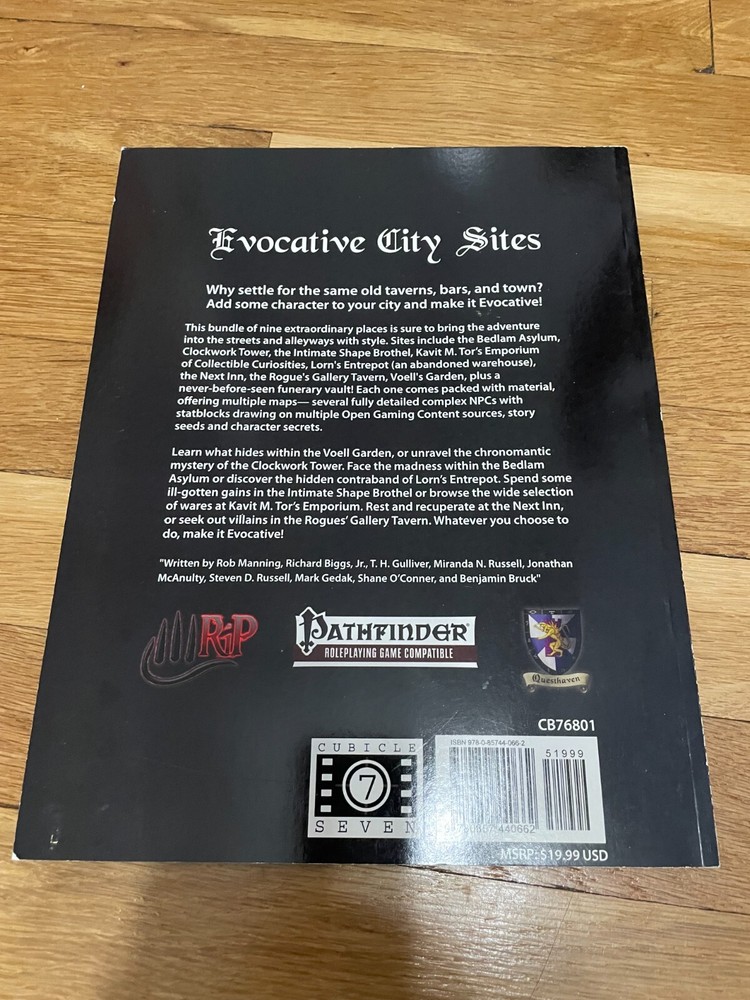 Evocative City Sites
Why settle for the same old taverns, bars, and town?
Add some character to your city and make it Evocative!
This bundle of nine extraordinary places is sure to bring the adventure
into the streets and alleyways with style. Sites include the Bedlam Asylum,
Clockwork Tower, the Intimate Shape Brothel, Kavit M. Tor's Emporium
of Collectible Curiosities, Lorn's Entrepot (an abandoned warehouse),
the Next Inn, the Rogue's Gallery Tavern, Voell's Garden, plus a
never-before-seen funerary vault! Each one comes packed with material,
offering multiple maps— several fully detailed complex NPCs with
statblocks drawing on multiple Open Gaming Content sources, story
seeds and character secrets.
Learn what hides within the Voell Garden, or unravel the chronomantic
mystery of the Clockwork Tower. Face the madness within the Bedlam
Asylum or discover the hidden contraband of Lorn's Entrepot. Spend some
ill-gotten gains in the Intimate Shape Brothel or browse the wide selection
of wares at Kavit M. Tor's Emporium. Rest and recuperate at the Next Inn,
or seek out villains in the Rogues' Gallery Tavern. Whatever you choose to
do, make it Evocative!
"Written by Rob Manning, Richard Biggs, Jr., T. H. Gulliver, Miranda N. Russell, Jonathan
McAnulty, Steven D. Russell, Mark Gedak, Shane O'Conner, and Benjamin Bruck"
RiP
PATHFINDER®
ROLEPLAYING GAME COMPATIBLE
Questhaven
CB76801
CUBICLE
7
SEVEN
ISBN 978-0-85744-066-2
51999
9 780857 440662
MSRP: $19.99 USD